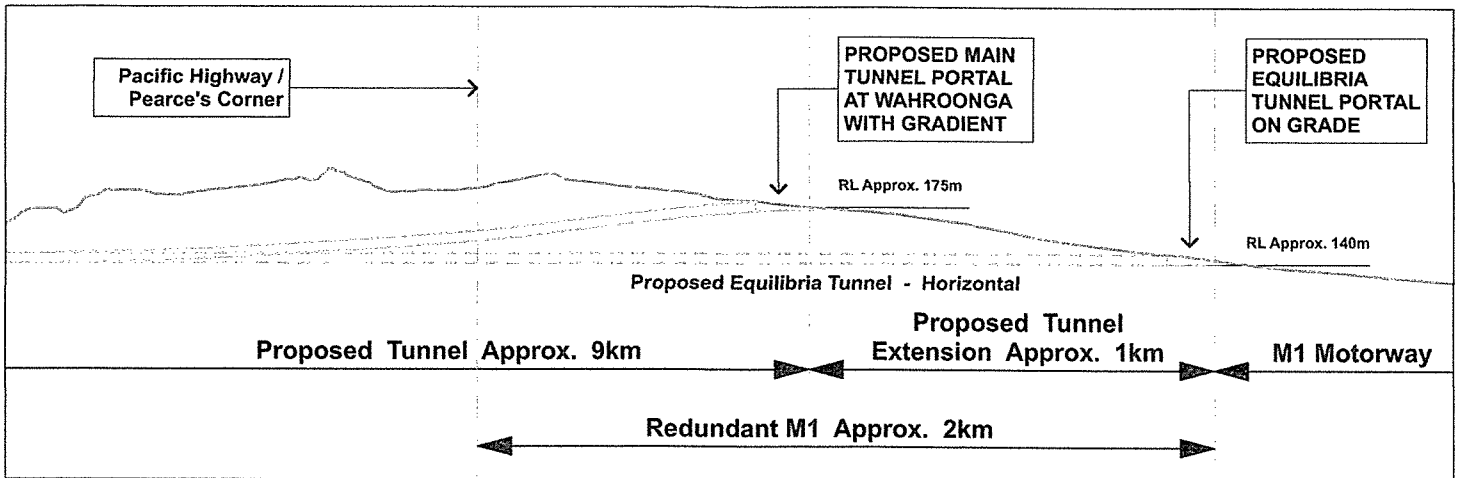 Pacific Highway /
Pearce's Corner
PROPOSED MAIN
TUNNEL PORTAL
AT WAHROONGA
WITH GRADIENT
PROPOSED
EQUILIBRIA
TUNNEL PORTAL
ON GRADE
RL Approx. 175m
RL Approx. 140m
Proposed Equilibria Tunnel - Horizontal
Proposed Tunnel Approx. 9km
Proposed Tunnel
Extension Approx. 1km
M1 Motorway
Redundant M1 Approx. 2km